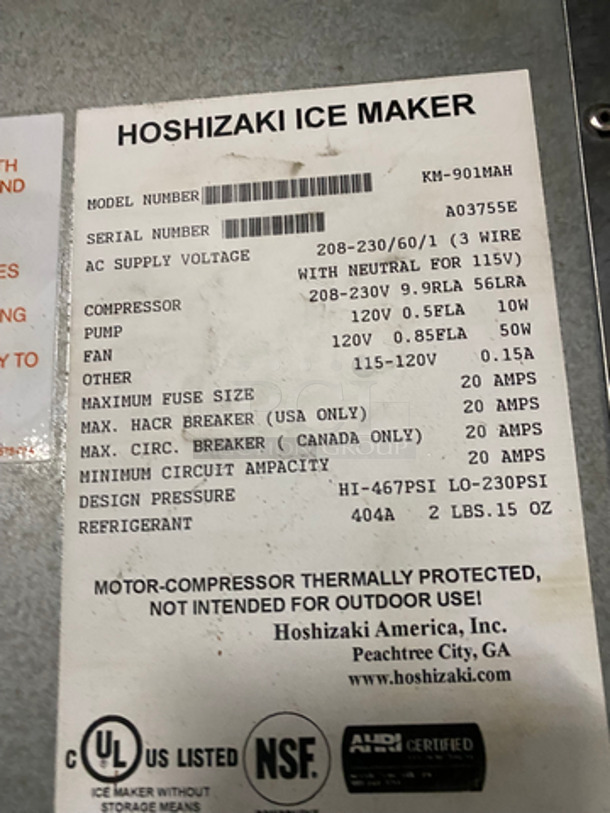 TH
ND
ES
NG
Y TO
HOSHIZAKI ICE MAKER
MODEL NUMBER KM-901MAH
SERIAL NUMBER A03755E
AC SUPPLY VOLTAGE 208-230/60/1 (3 WIRE
WITH NEUTRAL FOR 115V)
COMPRESSOR 208-230V 9.9RLA 56LRA
PUMP 120V 0.5FLA 10W
FAN 120V 0.85FLA 50W
OTHER 115-120V 0.15A
MAXIMUM FUSE SIZE 20 AMPS
MAX. HACR BREAKER (USA ONLY) 20 AMPS
MAX. CIRC. BREAKER ( CANADA ONLY) 20 AMPS
MINIMUM CIRCUIT AMPACITY 20 AMPS
DESIGN PRESSURE HI-467PSI LO-230PSI
REFRIGERANT 404A 2 LBS.15 OZ
MOTOR-COMPRESSOR THERMALLY PROTECTED,
NOT INTENDED FOR OUTDOOR USE!
Hoshizaki America, Inc.
Peachtree City, GA
www.hoshizaki.com
C UL US LISTED
ICE MAKER WITHOUT
STORAGE MEANS
NSF.
AHRI CERTIFIED